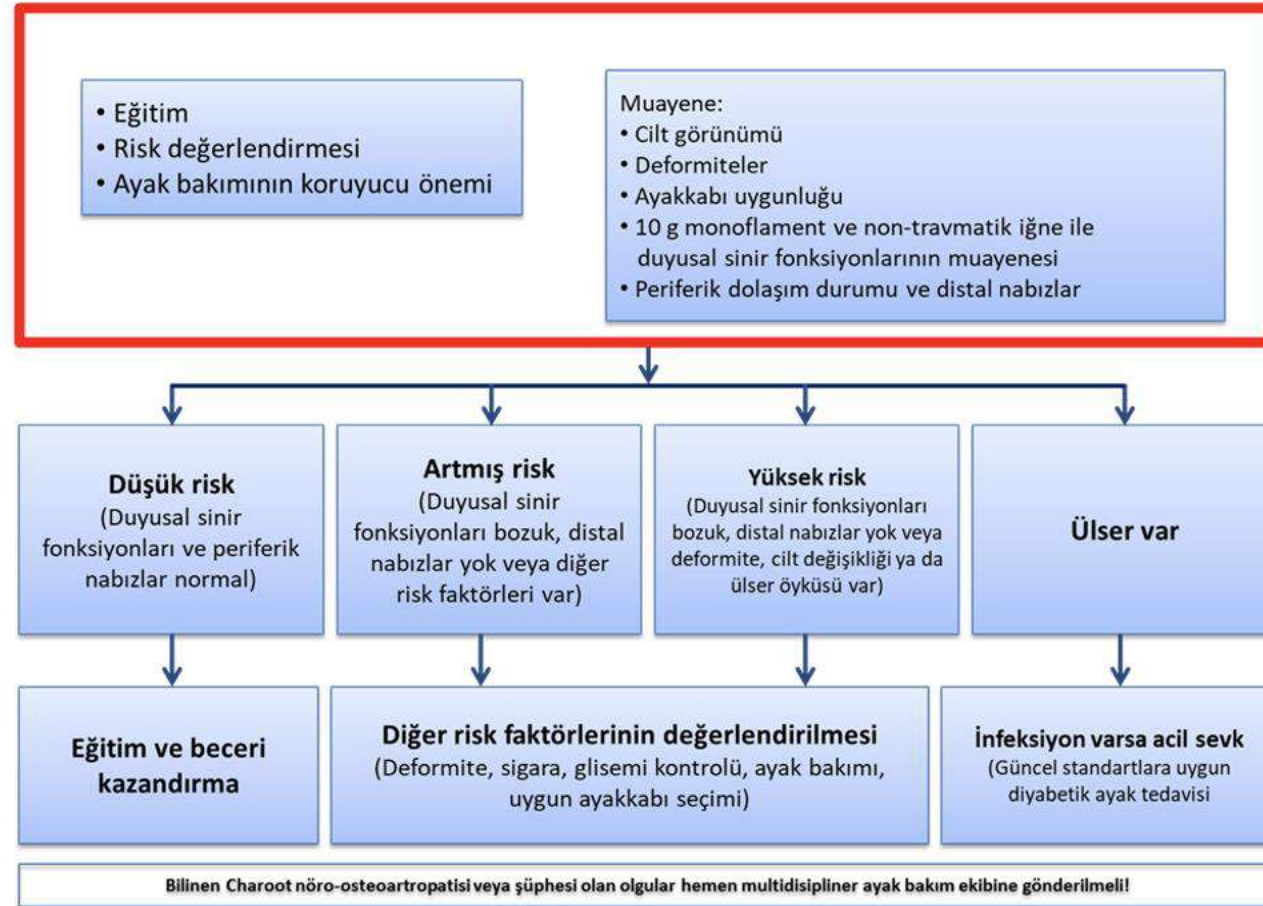 • Eğitim
• Risk değerlendirmesi
• Ayak bakımının koruyucu önemi
Muayene:
• Cilt görünümü
• Deformiteler
• Ayakkabı uygunluğu
• 10 g monoflament ve non-travmatik iğne ile
duyusal sinir fonksiyonlarının muayenesi
• Periferik dolaşım durumu ve distal nabızlar
Düşük risk
(Duyusal sinir
fonksiyonları ve periferik
nabızlar normal)
Artmış risk
(Duyusal sinir
fonksiyonları bozuk, distal
nabızlar yok veya diğer
risk faktörleri var)
Yüksek risk
(Duyusal sinir fonksiyonları
bozuk, distal nabızlar yok veya
deformite, cilt değişikliği ya da
ülser öyküsü var)
Ülser var
Eğitim ve beceri
kazandırma
Diğer risk faktörlerinin değerlendirilmesi
(Deformite, sigara, glisemi kontrolü, ayak bakımı,
uygun ayakkabı seçimi)
İnfeksiyon varsa acil sevk
(Güncel standartlara uygun
diyabetik ayak tedavisi
Bilinen Charoot nöro-osteoartropatisi veya şüphesi olan olgular hemen multidisipliner ayak bakım ekibine gönderilmeli!